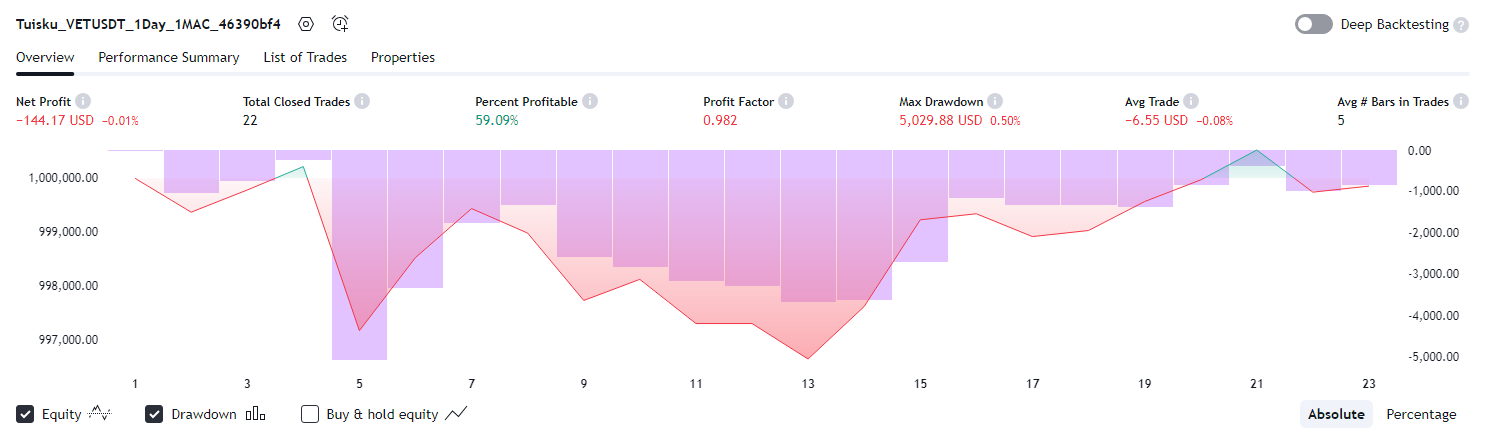 Tuisku_VETUSDT_1Day_1MAC_46390bf4
Deep Backtesting
Overview Performance Summary List of Trades Properties
Net Profit Total Closed Trades Percent Profitable Profit Factor Max Drawdown Avg Trade Avg # Bars in Trades
−144.17 USD −0.01% 22 59.09% 0.982 5,029.88 USD 0.50% −6.55 USD −0.08% 5
0.00
1,000,000.00
-1,000.00
999,000.00 -2,000.00
-3,000.00
998,000.00
-4,000.00
997,000.00
-5,000.00
1 3 5 7 9 11 13 15 17 19 21 23
Equity Drawdown Buy & hold equity Absolute Percentage